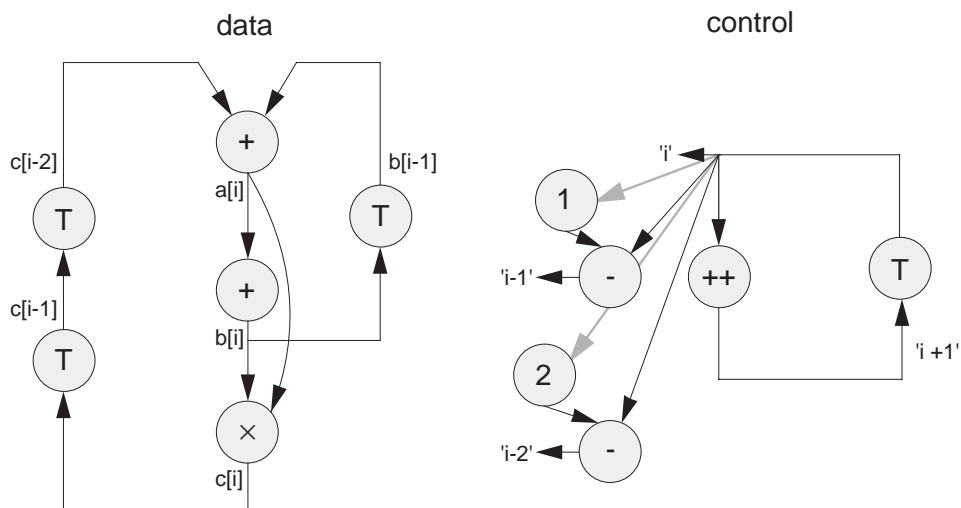 data
control
+
c[i-2]
b[i-1]
a[i]
T
T
+
c[i-1]
b[i]
T
×
c[i]
'i'
1
-
'i-1'
++
T
'i +1'
2
-
'i-2'